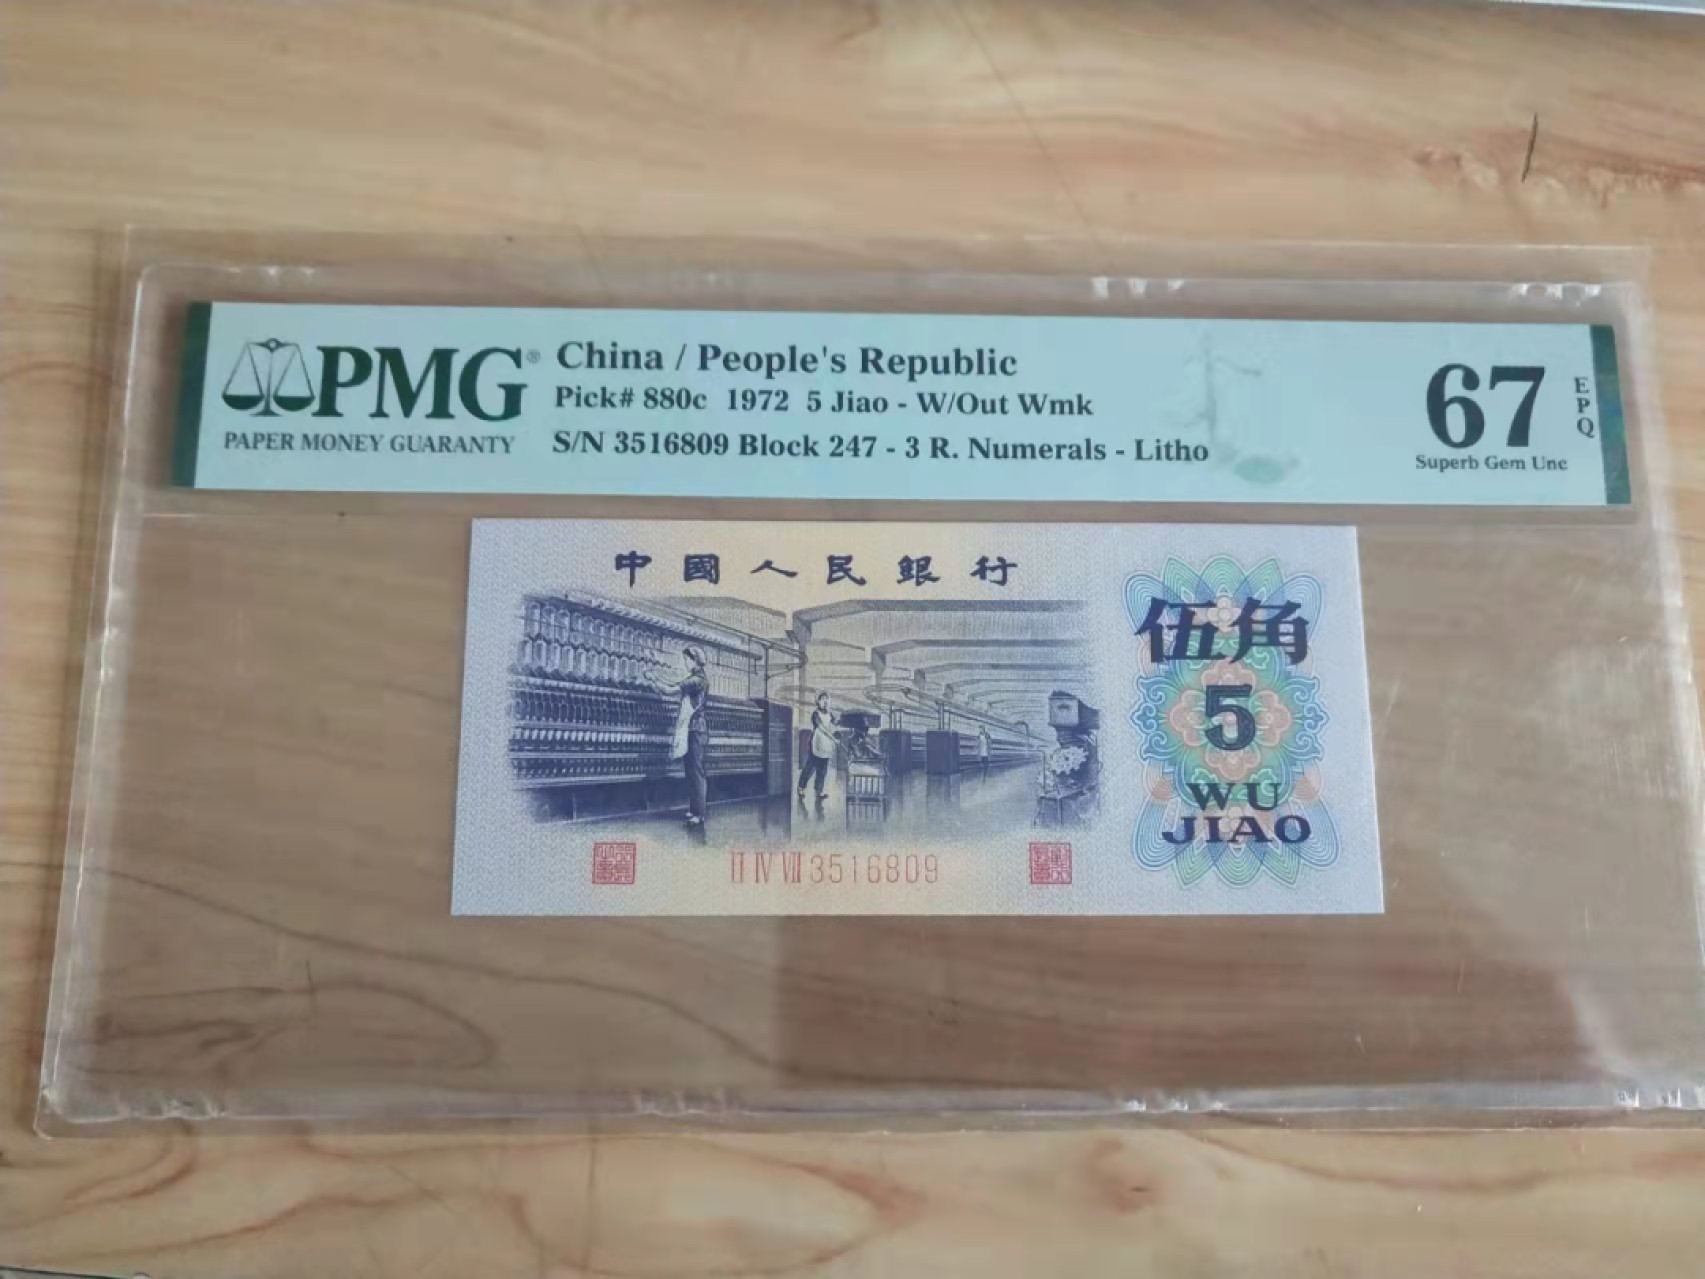 PMG®
PAPER MONEY GUARANTY
China / People's Republic
Pick# 880c 1972 5 Jiao - W/Out Wmk
S/N 3516809 Block 247 - 3 R. Numerals - Litho
67
EPQ
Superb Gem Unc
中國人民銀行
伍角
5
WU
JIAO
II IV VII 3516809